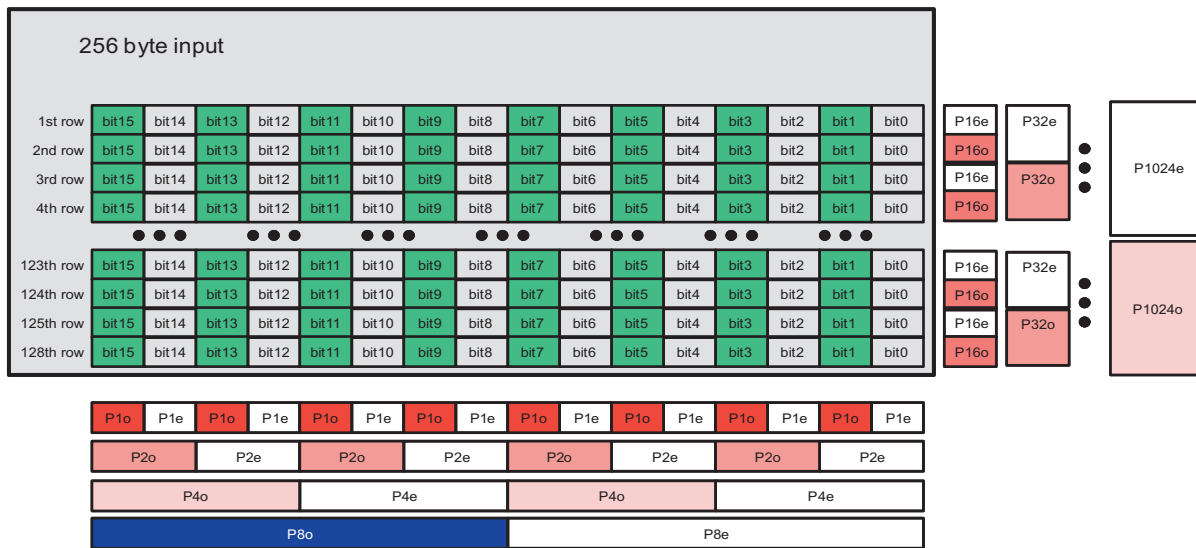 256 byte input
1st row bit15 bit14 bit13 bit12 bit11 bit10 bit9 bit8 bit7 bit6 bit5 bit4 bit3 bit2 bit1 bit0 P16e P32e
2nd row bit15 bit14 bit13 bit12 bit11 bit10 bit9 bit8 bit7 bit6 bit5 bit4 bit3 bit2 bit1 bit0 P16o
3rd row bit15 bit14 bit13 bit12 bit11 bit10 bit9 bit8 bit7 bit6 bit5 bit4 bit3 bit2 bit1 bit0 P16e P32o P1024e
4th row bit15 bit14 bit13 bit12 bit11 bit10 bit9 bit8 bit7 bit6 bit5 bit4 bit3 bit2 bit1 bit0 P16o
123th row bit15 bit14 bit13 bit12 bit11 bit10 bit9 bit8 bit7 bit6 bit5 bit4 bit3 bit2 bit1 bit0 P16e P32e
124th row bit15 bit14 bit13 bit12 bit11 bit10 bit9 bit8 bit7 bit6 bit5 bit4 bit3 bit2 bit1 bit0 P16o P1024o
125th row bit15 bit14 bit13 bit12 bit11 bit10 bit9 bit8 bit7 bit6 bit5 bit4 bit3 bit2 bit1 bit0 P16e P32o
128th row bit15 bit14 bit13 bit12 bit11 bit10 bit9 bit8 bit7 bit6 bit5 bit4 bit3 bit2 bit1 bit0 P16o
P1o P1e P1o P1e P1o P1e P1o P1e P1o P1e P1o P1e P1o P1e P1o P1e
P2o P2e P2o P2e P2o P2e P2o P2e
P4o P4e P4o P4e
P8o P8e